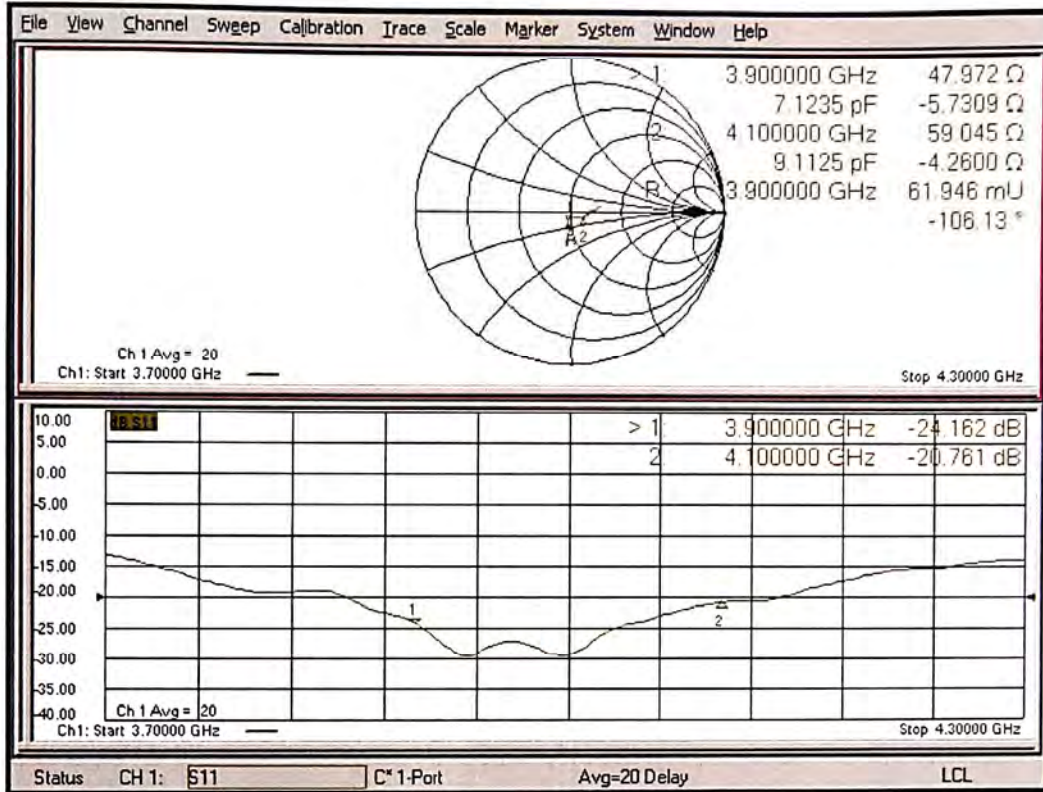 File View Channel Sweep Calibration Trace Scale Marker System Window Help
> 1: 3.900000 GHz 47.972 Ω
7.1235 pF -5.7309 Ω
2: 4.100000 GHz 59.045 Ω
9.1125 pF -4.2600 Ω
R 3.900000 GHz 61.946 mU
-106.13 °
2
Ch 1 Avg = 20
Ch1: Start 3.70000 GHz Stop 4.30000 GHz
10.00 dB S11 > 1: 3.900000 GHz -24.162 dB
5.00 2: 4.100000 GHz -20.761 dB
0.00
-5.00
-10.00
-15.00
-20.00
1
2
-25.00
-30.00
-35.00
-40.00 Ch 1 Avg = 20
Ch1: Start 3.70000 GHz Stop 4.30000 GHz
Status CH 1: S11 C* 1-Port Avg=20 Delay LCL